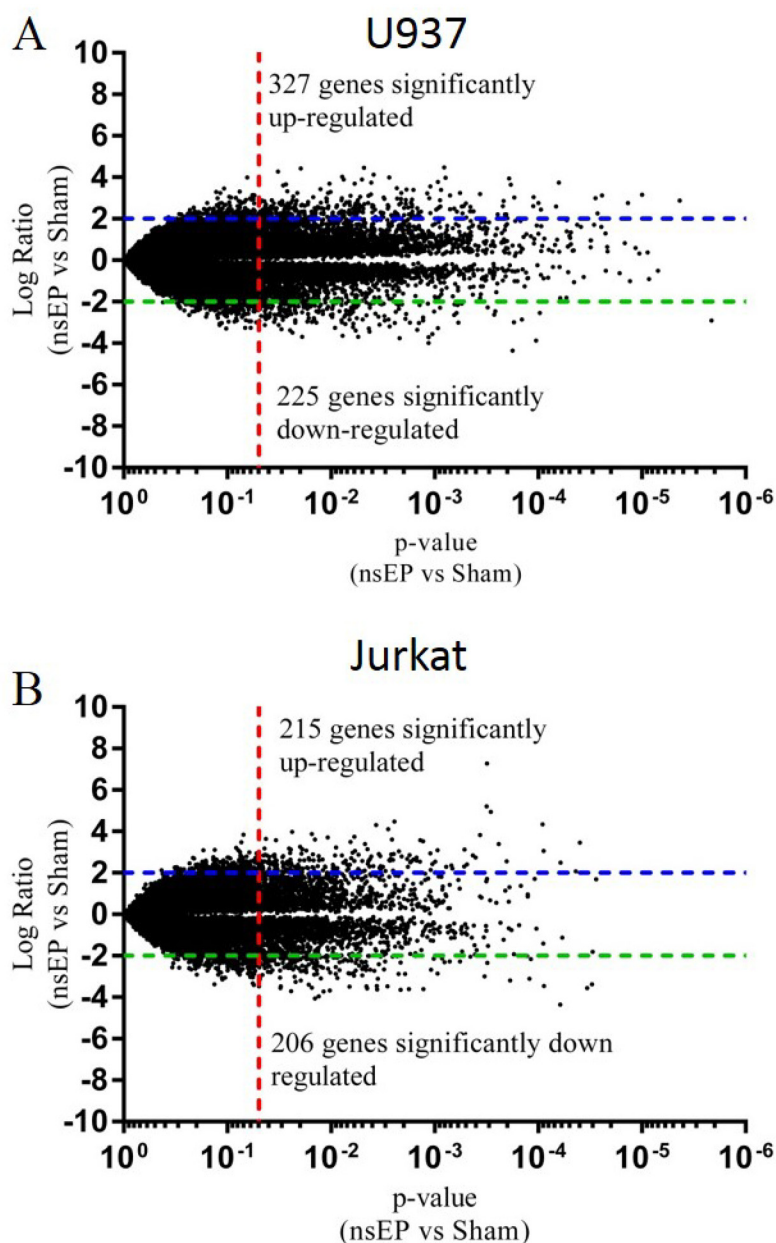 A
U937
10
8
6
4
2
0
-2
-4
-6
-8
-10
Log Ratio
(nsEP vs Sham)
327 genes significantly
up-regulated
225 genes significantly
down-regulated
10⁰ 10⁻¹ 10⁻² 10⁻³ 10⁻⁴ 10⁻⁵ 10⁻⁶
p-value
(nsEP vs Sham)
B
Jurkat
10
8
6
4
2
0
-2
-4
-6
-8
-10
Log Ratio
(nsEP vs Sham)
215 genes significantly
up-regulated
206 genes significantly down
regulated
10⁰ 10⁻¹ 10⁻² 10⁻³ 10⁻⁴ 10⁻⁵ 10⁻⁶
p-value
(nsEP vs Sham)